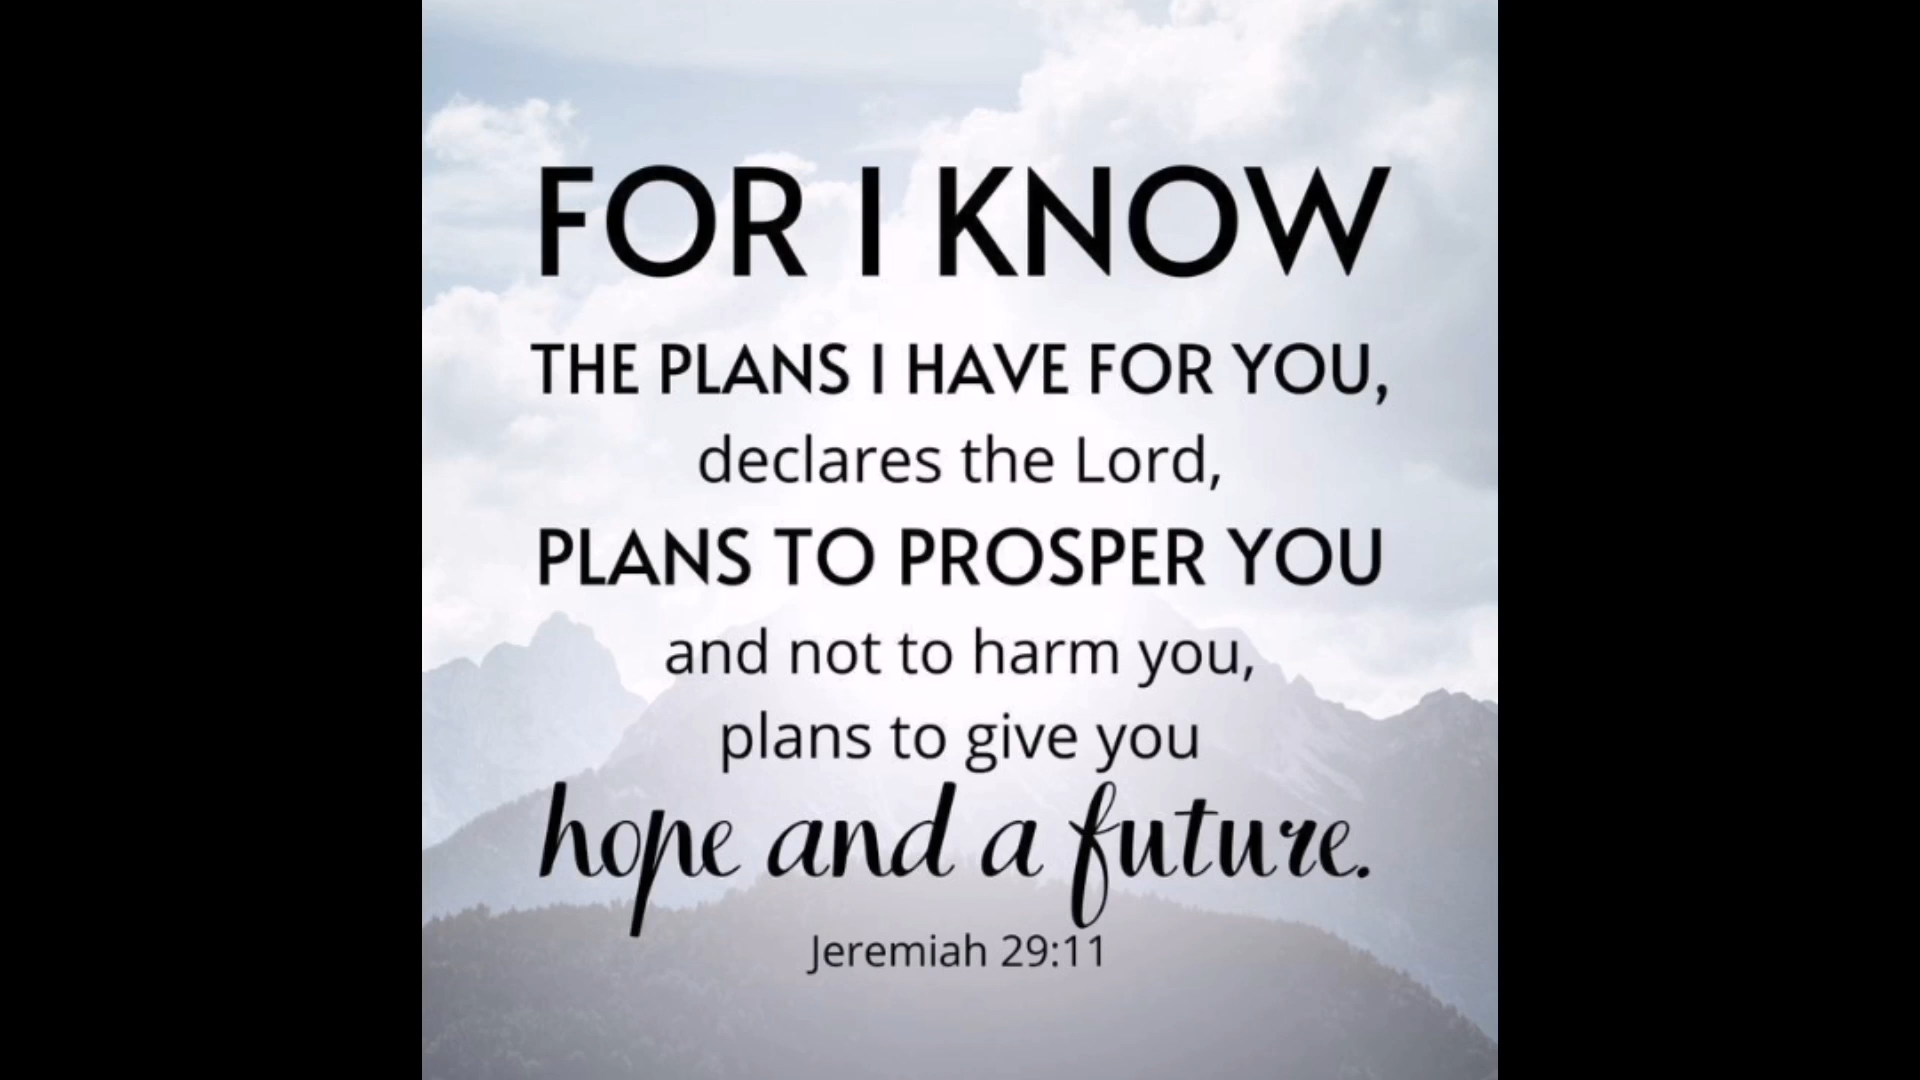 FOR I KNOW
THE PLANS I HAVE FOR YOU,
declares the Lord,
PLANS TO PROSPER YOU
and not to harm you,
plans to give you
hope and a future.
Jeremiah 29:11